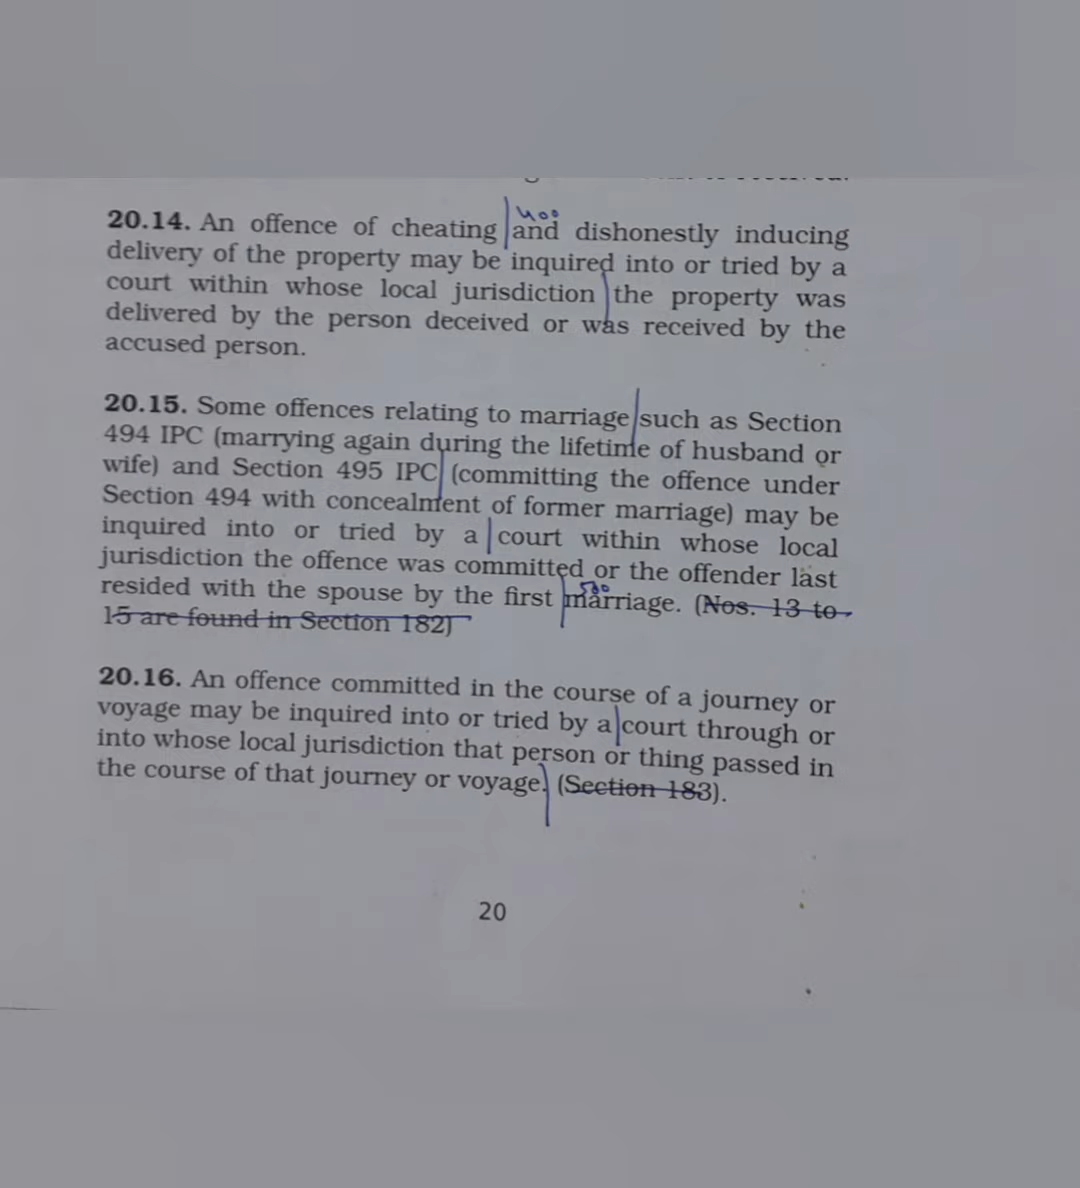 20.14. An offence of cheating and dishonestly inducing
400
delivery of the property may be inquired into or tried by a
court within whose local jurisdiction the property was
delivered by the person deceived or was received by the
accused person.
20.15. Some offences relating to marriage such as Section
494 IPC (marrying again during the lifetime of husband or
wife) and Section 495 IPC (committing the offence under
Section 494 with concealment of former marriage) may be
inquired into or tried by a court within whose local
jurisdiction the offence was committed or the offender last
500
resided with the spouse by the first marriage. (Nos. 13 to
15 are found in Section 182)
20.16. An offence committed in the course of a journey or
voyage may be inquired into or tried by a court through or
into whose local jurisdiction that person or thing passed in
the course of that journey or voyage. (Section 183).
20